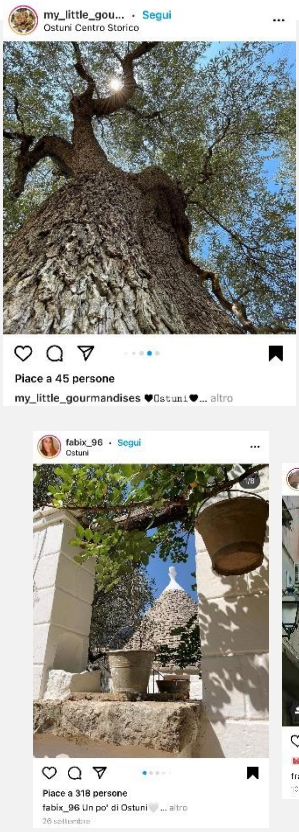 my_little_gou... • Segui
Ostuni Centro Storico
Piace a 45 persone
my_little_gourmandises ♥Ostuni♥... altro
fabix_96 • Segui
Ostuni
1/8
Piace a 318 persone
fabix_96 Un po' di Ostuni🤍 ... altro
26 settembre